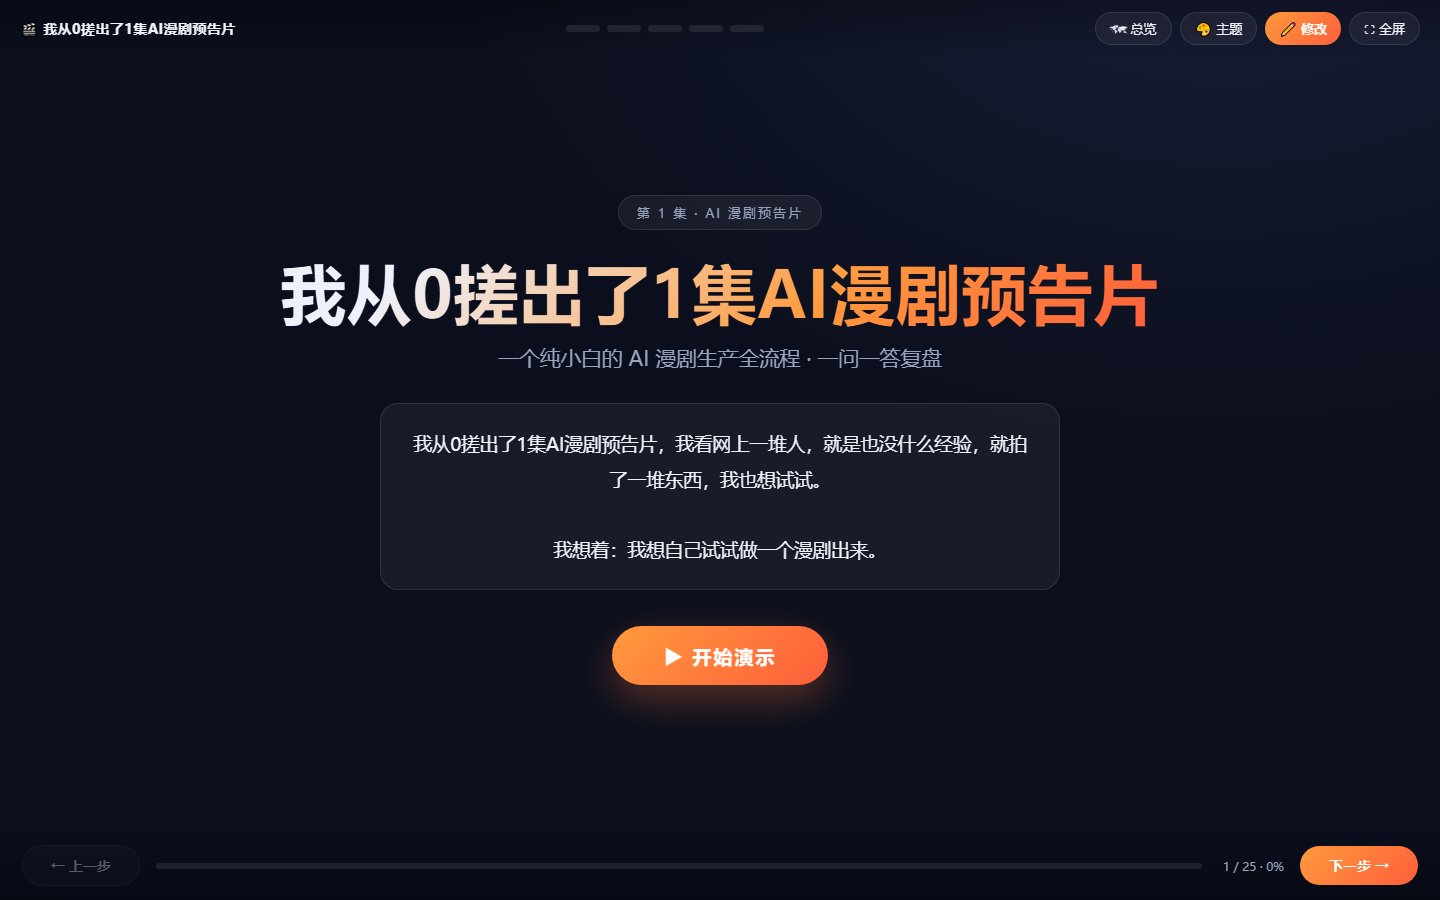 🎬 我从0搓出了1集AI漫剧预告片
🗺 总览
🎨 主题
🖊 修改
⛶ 全屏
第 1 集 · AI 漫剧预告片
我从0搓出了1集AI漫剧预告片
一个纯小白的 AI 漫剧生产全流程 · 一问一答复盘
我从0搓出了1集AI漫剧预告片，我看网上一堆人，就是也没什么经验，就拍
了一堆东西，我也想试试。
我想着：我想自己试试做一个漫剧出来。
▶ 开始演示
← 上一步
1 / 25 · 0%
下一步 →